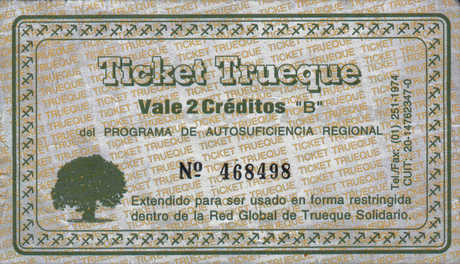 Ticket Trueque
Vale 2 Créditos "B"
del PROGRAMA DE AUTOSUFICIENCIA REGIONAL
Nº 468498
Extendido para ser usado en forma restringida
dentro de la Red Global de Trueque Solidario.
Tel./Fax: (01) 251-1974
CUIT: 20-14762347-0